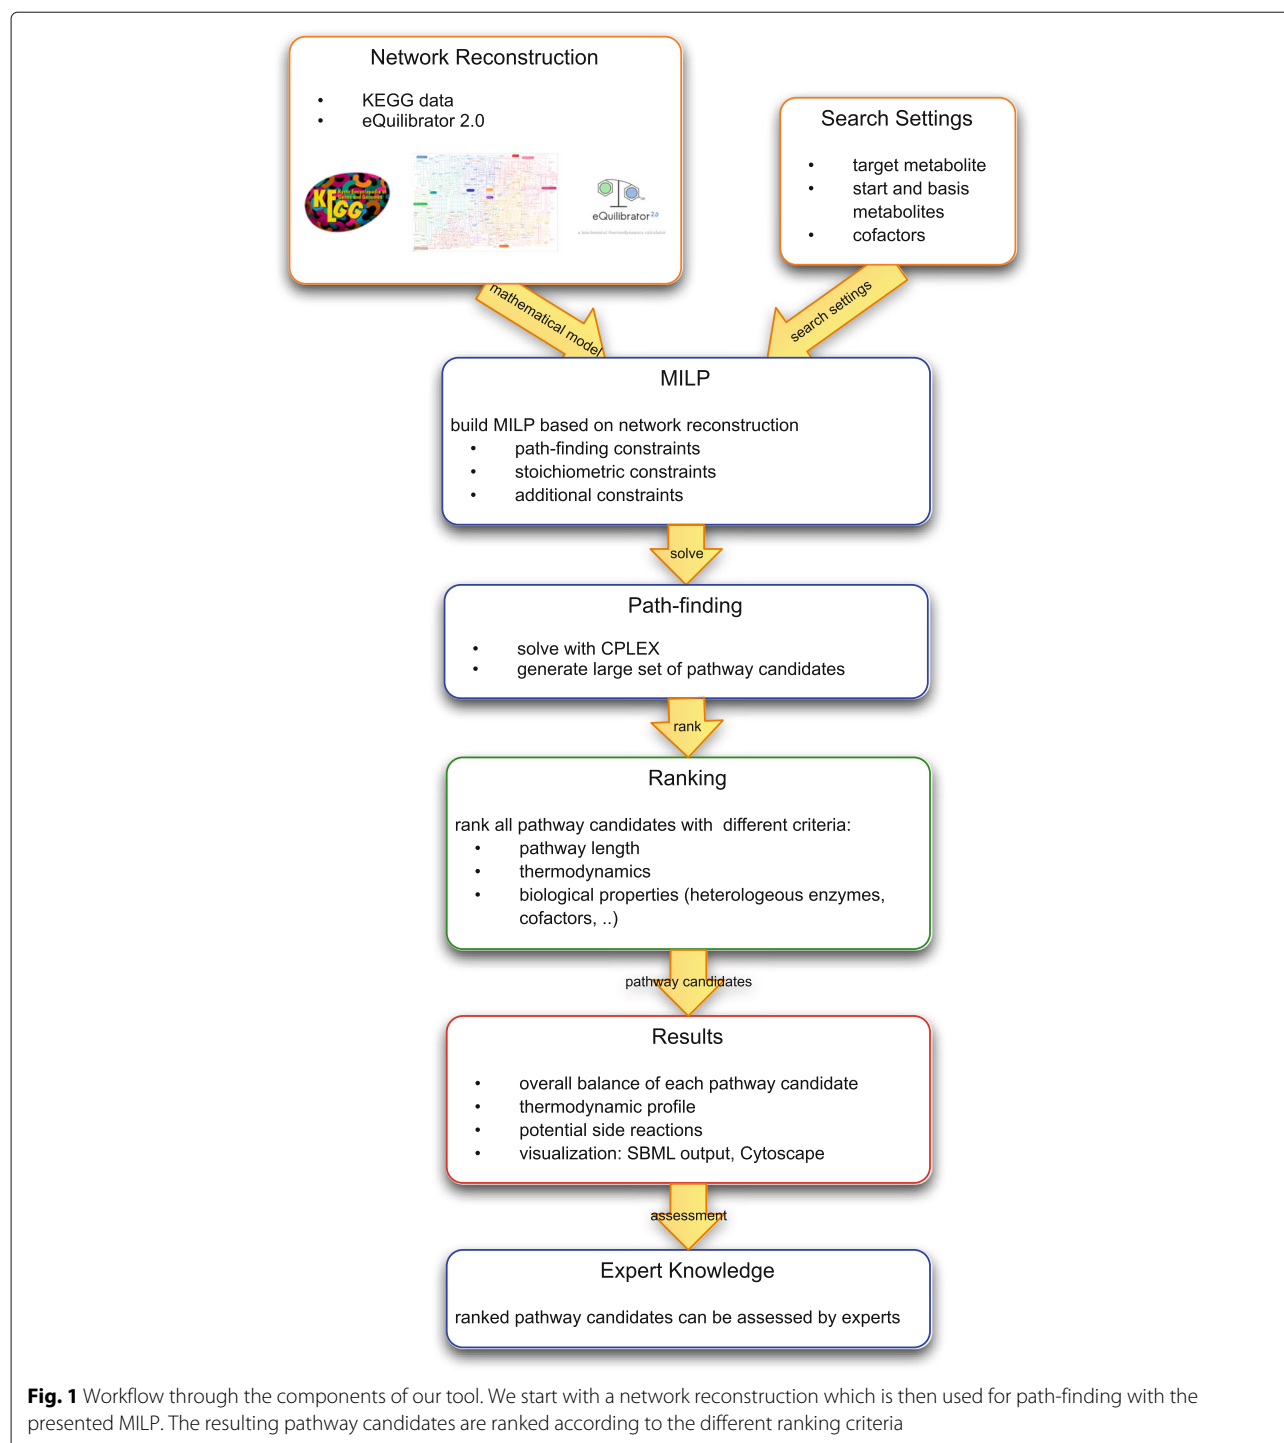 Network Reconstruction
• KEGG data
• eQuilibrator 2.0
KEGG
eQuilibrator 2.0
a biochemical thermodynamics calculator
Search Settings
• target metabolite
• start and basis
metabolites
• cofactors
mathematical model
search settings
MILP
build MILP based on network reconstruction
• path-finding constraints
• stoichiometric constraints
• additional constraints
solve
Path-finding
• solve with CPLEX
• generate large set of pathway candidates
rank
Ranking
rank all pathway candidates with different criteria:
• pathway length
• thermodynamics
• biological properties (heterologeous enzymes,
cofactors, ..)
pathway candidates
Results
• overall balance of each pathway candidate
• thermodynamic profile
• potential side reactions
• visualization: SBML output, Cytoscape
assessment
Expert Knowledge
ranked pathway candidates can be assessed by experts
Fig. 1 Workflow through the components of our tool. We start with a network reconstruction which is then used for path-finding with the
presented MILP. The resulting pathway candidates are ranked according to the different ranking criteria